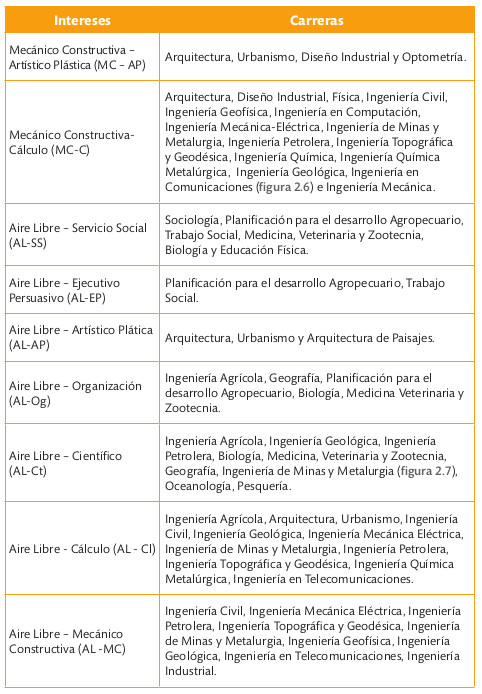 Intereses
Carreras
Mecánico Constructiva –
Artístico Plástica (MC – AP)
Arquitectura, Urbanismo, Diseño Industrial y Optometría.
Mecánico Constructiva-
Cálculo (MC-C)
Arquitectura, Diseño Industrial, Física, Ingeniería Civil,
Ingeniería Geofísica, Ingeniería en Computación,
Ingeniería Mecánica-Eléctrica, Ingeniería de Minas y
Metalurgia, Ingeniería Petrolera, Ingeniería Topográfica
y Geodésica, Ingeniería Química, Ingeniería Química
Metalúrgica, Ingeniería Geológica, Ingeniería en
Comunicaciones (figura 2.6) e Ingeniería Mecánica.
Aire Libre – Servicio Social
(AL-SS)
Sociología, Planificación para el desarrollo Agropecuario,
Trabajo Social, Medicina, Veterinaria y Zootecnia,
Biología y Educación Física.
Aire Libre – Ejecutivo
Persuasivo (AL-EP)
Planificación para el desarrollo Agropecuario, Trabajo
Social.
Aire Libre – Artístico Plática
(AL-AP)
Arquitectura, Urbanismo y Arquitectura de Paisajes.
Aire Libre – Organización
(AL-Og)
Ingeniería Agrícola, Geografía, Planificación para el
desarrollo Agropecuario, Biología, Medicina Veterinaria y
Zootecnia.
Aire Libre – Científico
(AL-Ct)
Ingeniería Agrícola, Ingeniería Geológica, Ingeniería
Petrolera, Biología, Medicina, Veterinaria y Zootecnia,
Geografía, Ingeniería de Minas y Metalurgia (figura 2.7),
Oceanología, Pesquería.
Aire Libre - Cálculo (AL - Cl)
Ingeniería Agrícola, Arquitectura, Urbanismo, Ingeniería
Civil, Ingeniería Geológica, Ingeniería Mecánica Eléctrica,
Ingeniería de Minas y Metalurgia, Ingeniería Petrolera,
Ingeniería Topográfica y Geodésica, Ingeniería Química
Metalúrgica, Ingeniería en Telecomunicaciones.
Aire Libre – Mecánico
Constructiva (AL -MC)
Ingeniería Civil, Ingeniería Mecánica Eléctrica, Ingeniería
Petrolera, Ingeniería Topográfica y Geodésica, Ingeniería
de Minas y Metalurgia, Ingeniería Geofísica, Ingeniería
Geológica, Ingeniería en Telecomunicaciones, Ingeniería
Industrial.